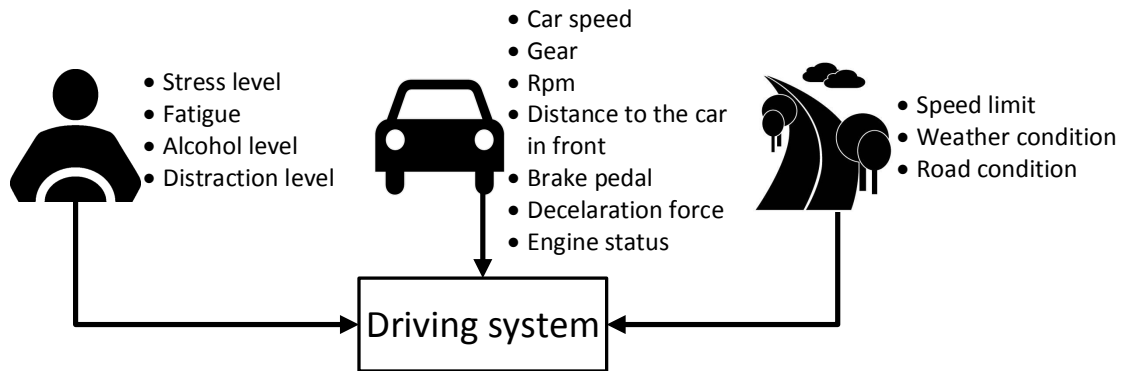 • Stress level
• Fatigue
• Alcohol level
• Distraction level
• Car speed
• Gear
• Rpm
• Distance to the car
in front
• Brake pedal
• Decelaration force
• Engine status
• Speed limit
• Weather condition
• Road condition
Driving system